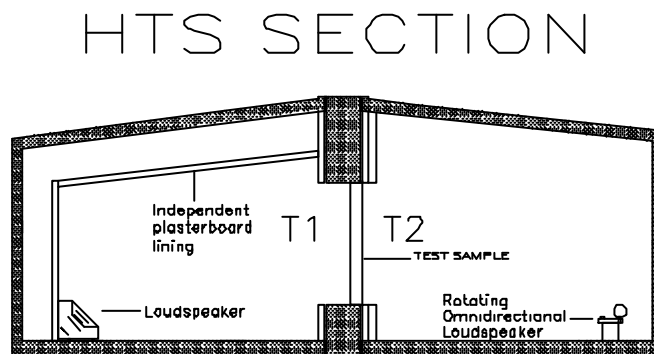 HTS SECTION
Independent
plasterboard
lining
T1
T2
TEST SAMPLE
Loudspeaker
Rotating
Omnidirectional
Loudspeaker